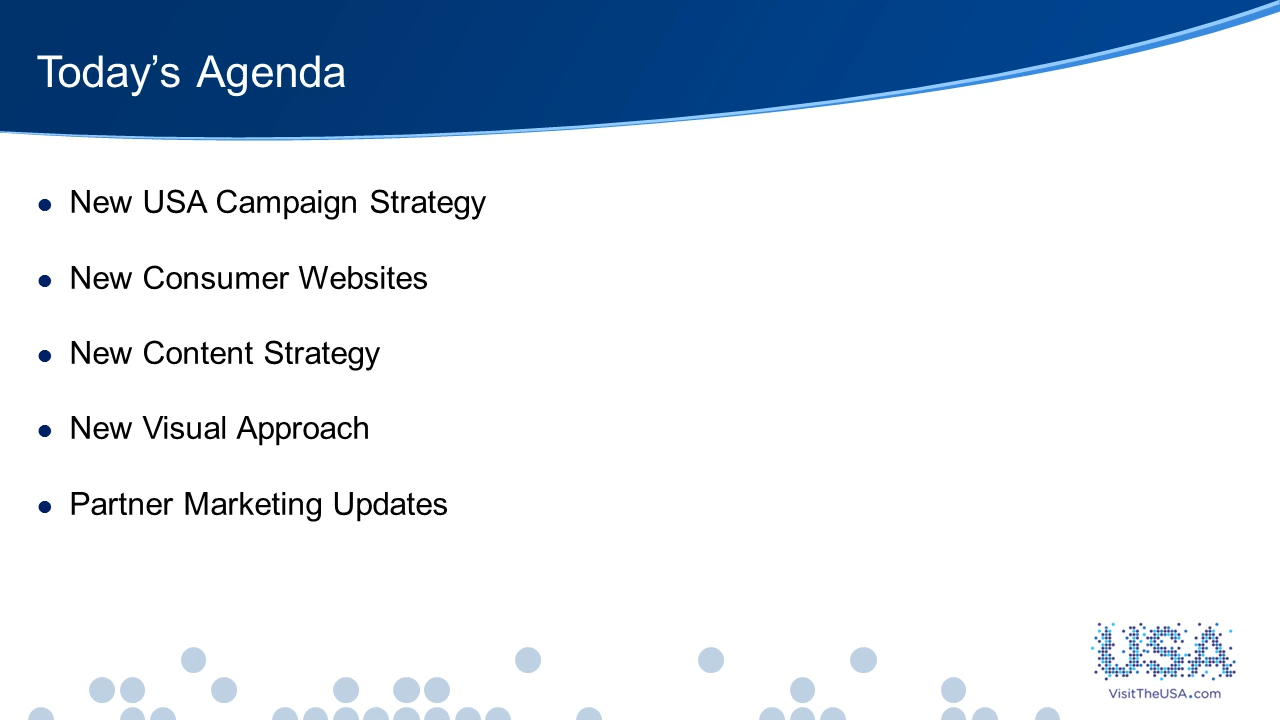 Today’s Agenda
New USA Campaign Strategy
New Consumer Websites
New Content Strategy
New Visual Approach
Partner Marketing Updates
USA
VisitTheUSA.com